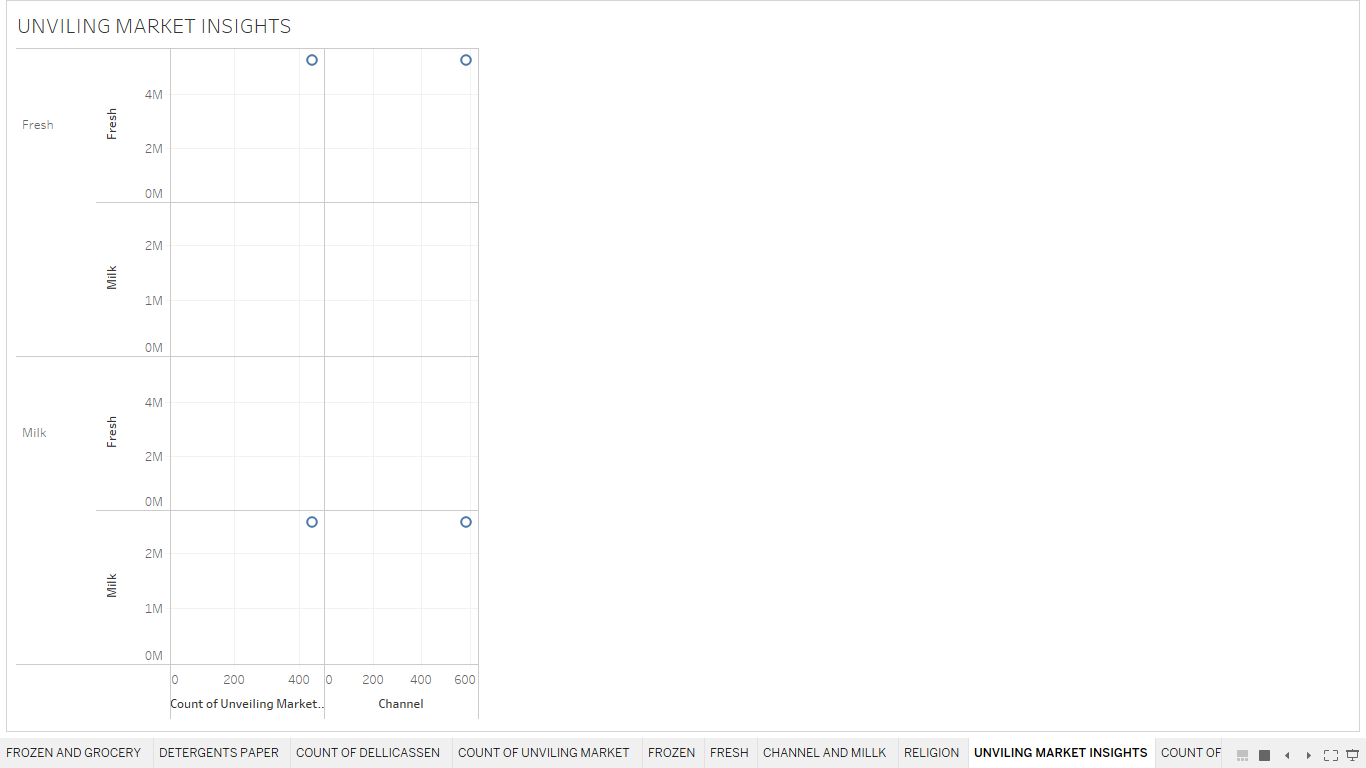 UNVILING MARKET INSIGHTS
Fresh
Fresh
4M
2M
0M
Milk
2M
1M
0M
Milk
Fresh
4M
2M
0M
Milk
2M
1M
0M
0 200 400 0 200 400 600
Count of Unveiling Market.. Channel
FROZEN AND GROCERY DETERGENTS PAPER COUNT OF DELLICASSEN COUNT OF UNVILING MARKET FROZEN FRESH CHANNEL AND MILLK RELIGION UNVILING MARKET INSIGHTS COUNT OF